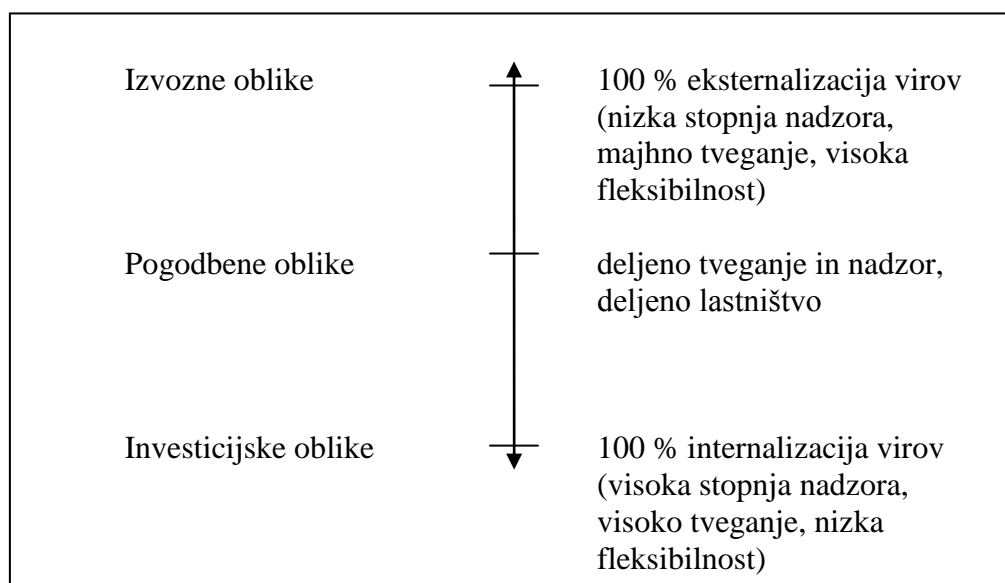 Izvozne oblike
100 % eksternalizacija virov
(nizka stopnja nadzora,
majhno tveganje, visoka
fleksibilnost)
Pogodbene oblike
deljeno tveganje in nadzor,
deljeno lastništvo
Investicijske oblike
100 % internalizacija virov
(visoka stopnja nadzora,
visoko tveganje, nizka
fleksibilnost)